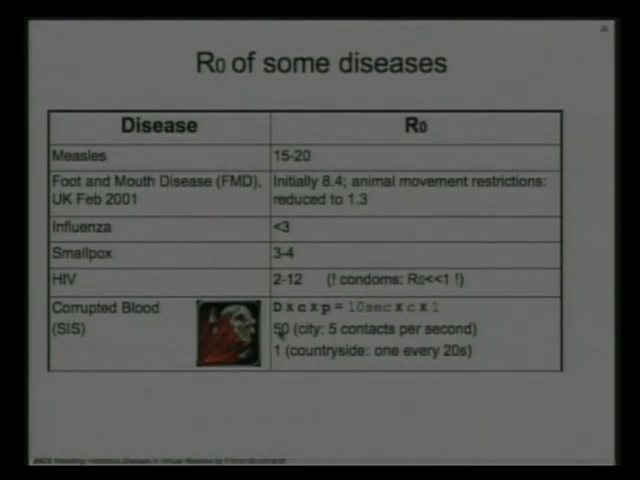 R0 of some diseases
Disease R0
Measles 15-20
Foot and Mouth Disease (FMD), Initially 8.4; animal movement restrictions:
UK Feb 2001 reduced to 1.3
Influenza <3
Smallpox 3-4
HIV 2-12 (! condoms: R0<<1 !)
Corrupted Blood D x c x p = 10sec x c x 1
(SIS) 50 (city: 5 contacts per second)
1 (countryside: one every 20s)